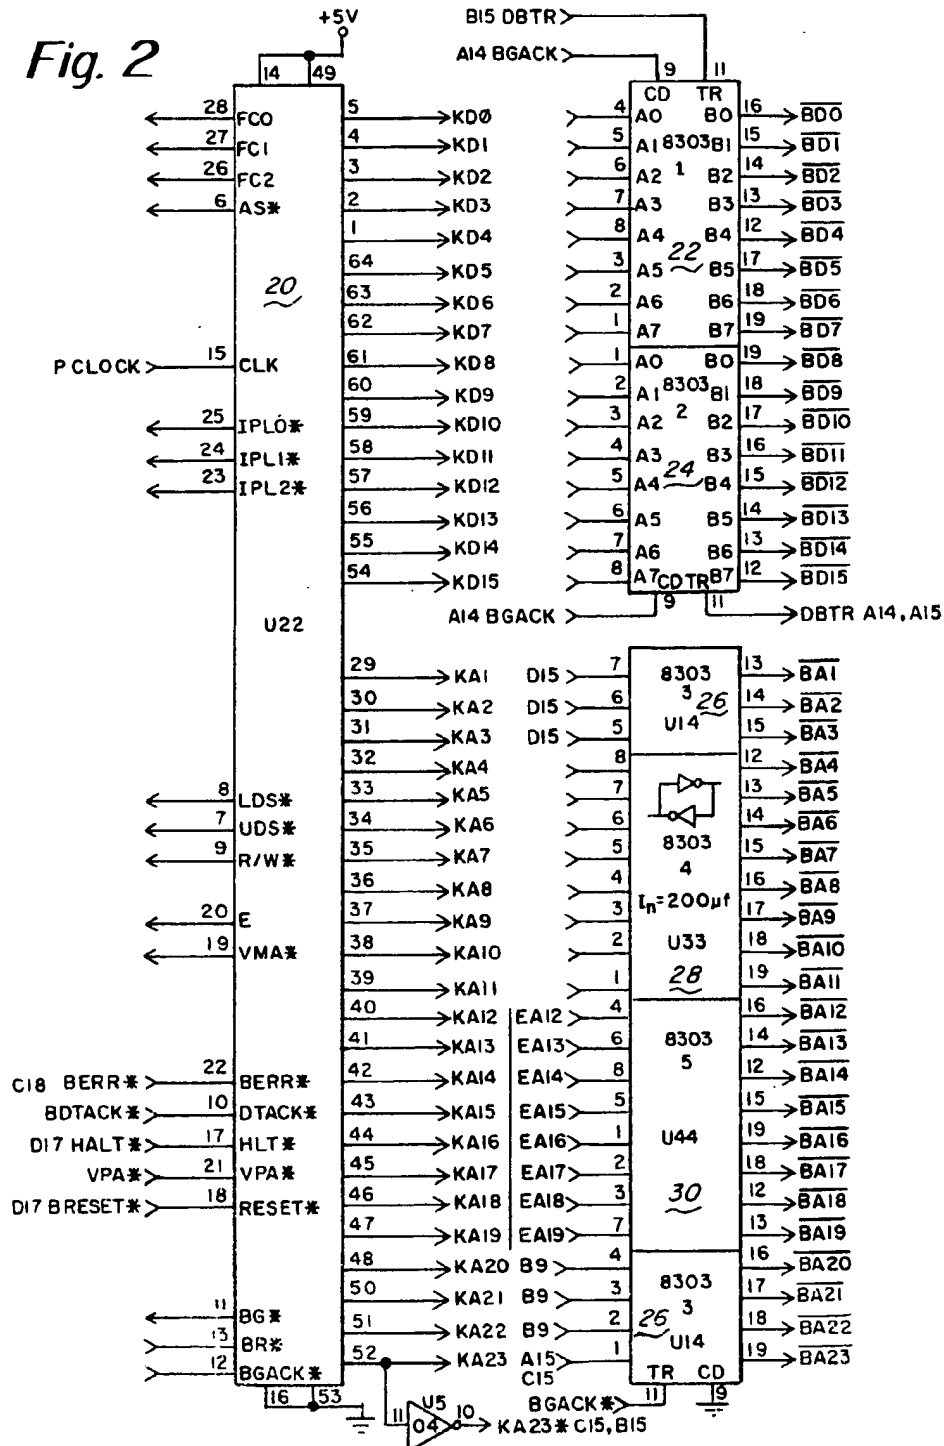 Fig. 2
+5V
B15 DBTR
A14 BGACK
14 49
9 11
CD TR
28 FC0 5 KDØ 4 A0 B0 16 BD0
27 FC1 4 KD1 5 A1 8303 B1 15 BD1
26 FC2 3 KD2 6 A2 1 B2 14 BD2
6 AS* 2 KD3 7 A3 B3 13 BD3
1 KD4 8 A4 B4 12 BD4
20 64 KD5 3 A5 22 B5 17 BD5
63 KD6 2 A6 B6 18 BD6
62 KD7 1 A7 B7 19 BD7
P CLOCK 15 CLK 61 KD8 1 A0 B0 19 BD8
60 KD9 2 A1 8303 B1 18 BD9
25 IPL0* 59 KD10 3 A2 2 B2 17 BD10
24 IPL1* 58 KD11 4 A3 B3 16 BD11
23 IPL2* 57 KD12 5 A4 24 B4 15 BD12
56 KD13 6 A5 B5 14 BD13
55 KD14 7 A6 B6 13 BD14
54 KD15 8 A7 CD TR B7 12 BD15
A14 BGACK 9 11 DBTR A14, A15
U22
29 KA1 D15 7 8303 13 BA1
30 KA2 D15 6 3 26 14 BA2
31 KA3 D15 5 U14 15 BA3
32 KA4 8 12 BA4
8 LDS* 33 KA5 7 13 BA5
7 UDS* 34 KA6 6 14 BA6
9 R/W* 35 KA7 5 8303 15 BA7
36 KA8 4 4 16 BA8
20 E 37 KA9 3 In=200µf 17 BA9
19 VMA* 38 KA10 2 U33 18 BA10
39 KA11 1 28 19 BA11
40 KA12 EA12 4 16 BA12
41 KA13 EA13 6 8303 14 BA13
C18 BERR* 22 BERR* 42 KA14 EA14 8 5 12 BA14
BDTACK* 10 DTACK* 43 KA15 EA15 5 15 BA15
D17 HALT* 17 HLT* 44 KA16 EA16 1 U44 19 BA16
VPA* 21 VPA* 45 KA17 EA17 2 18 BA17
D17 BRESET* 18 RESET* 46 KA18 EA18 3 30 12 BA18
47 KA19 EA19 7 13 BA19
48 KA20 B9 4 16 BA20
50 KA21 B9 3 8303 17 BA21
11 BG* 51 KA22 B9 2 26 3 18 BA22
13 BR* 52 KA23 A15 1 U14 19 BA23
12 BGACK* C15 TR CD
16 53 BGACK* 11 9
11 U5 04 10 KA23* C15, B15